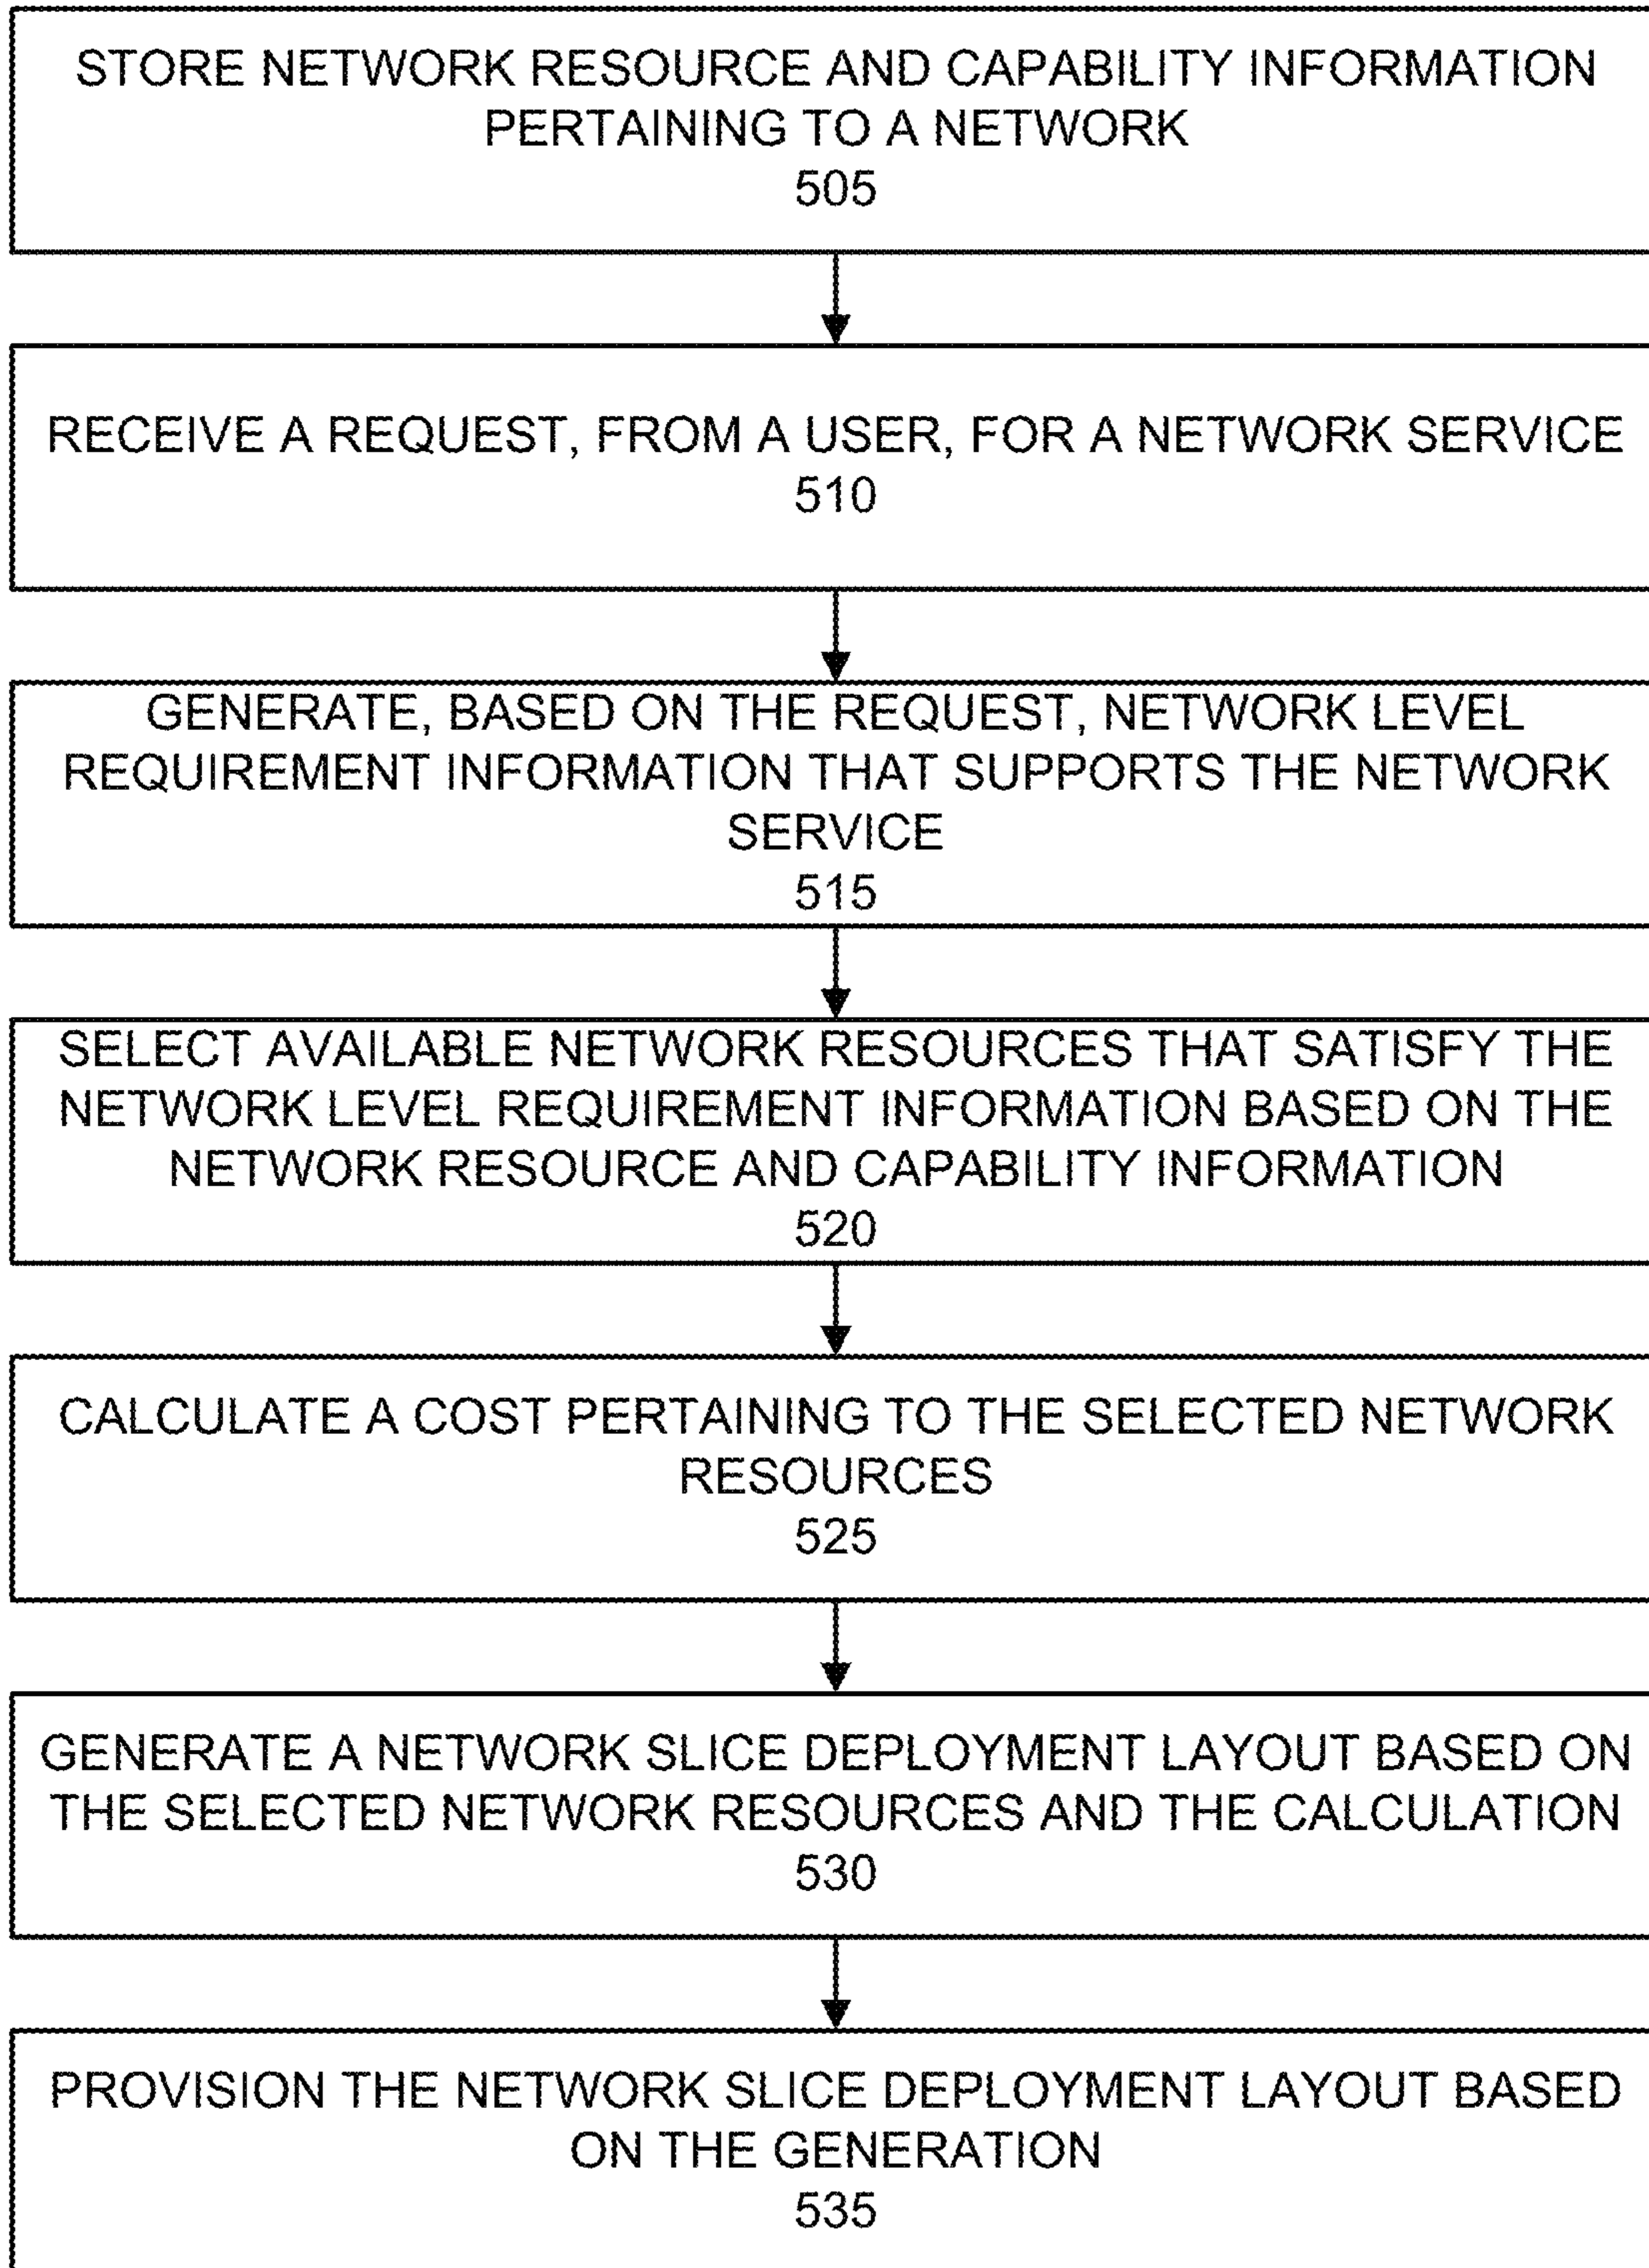 STORE NETWORK RESOURCE AND CAPABILITY INFORMATION
PERTAINING TO A NETWORK
505
RECEIVE A REQUEST, FROM A USER, FOR A NETWORK SERVICE
510
GENERATE, BASED ON THE REQUEST, NETWORK LEVEL
REQUIREMENT INFORMATION THAT SUPPORTS THE NETWORK
SERVICE
515
SELECT AVAILABLE NETWORK RESOURCES THAT SATISFY THE
NETWORK LEVEL REQUIREMENT INFORMATION BASED ON THE
NETWORK RESOURCE AND CAPABILITY INFORMATION
520
CALCULATE A COST PERTAINING TO THE SELECTED NETWORK
RESOURCES
525
GENERATE A NETWORK SLICE DEPLOYMENT LAYOUT BASED ON
THE SELECTED NETWORK RESOURCES AND THE CALCULATION
530
PROVISION THE NETWORK SLICE DEPLOYMENT LAYOUT BASED
ON THE GENERATION
535